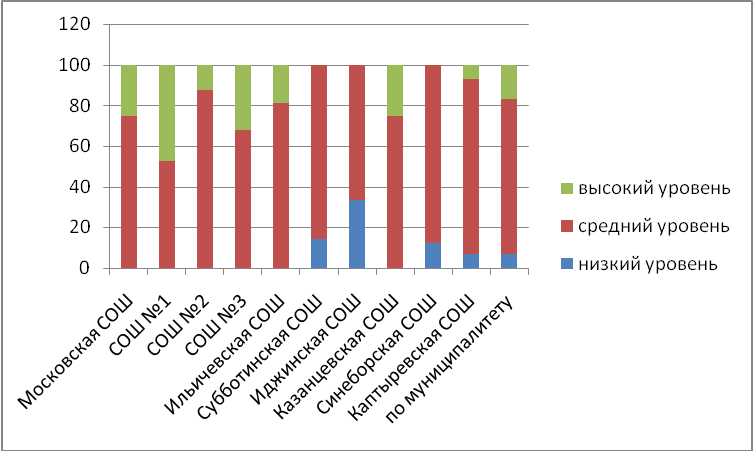 120
100
80
60
40
20
0
высокий уровень
средний уровень
низкий уровень
Московская СОШ
СОШ №1
СОШ №2
СОШ №3
Ильичевская СОШ
Субботинская СОШ
Иджинская СОШ
Казанцевская СОШ
Синеборская СОШ
Каптыревская СОШ
по муниципалитету